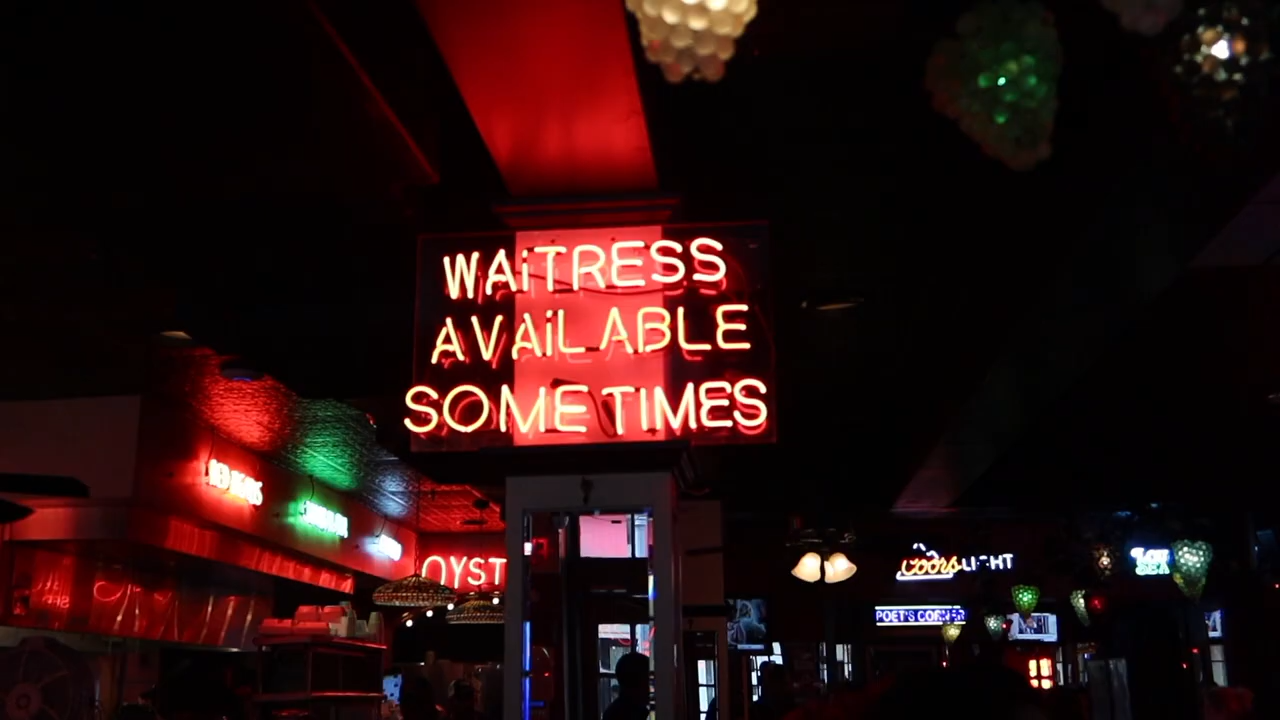 WAiTRESS
AVAiLABLE
SOMETIMES
OYST
coors LIGHT
POET'S CORNER